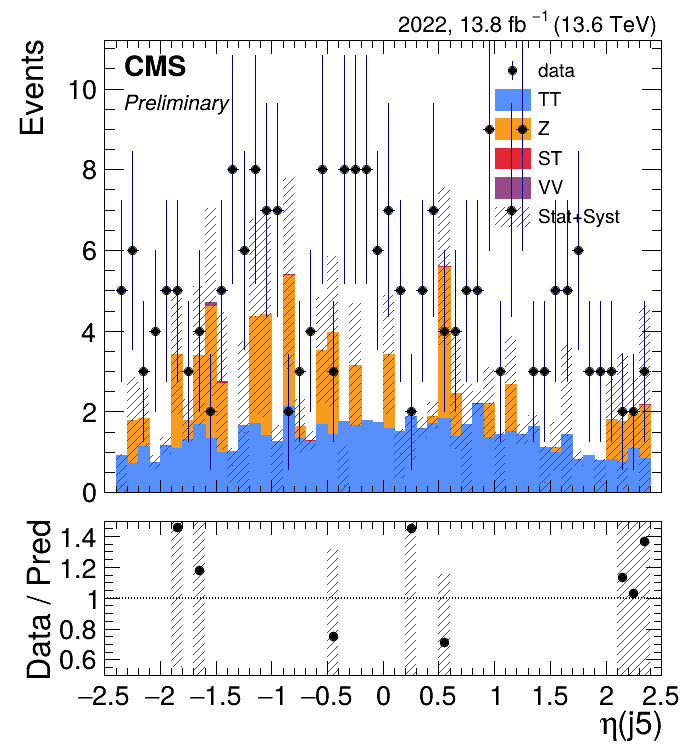 2022, 13.8 fb⁻¹ (13.6 TeV)
CMS
Preliminary
data
TT
Z
ST
VV
Stat+Syst
Events
10
8
6
4
2
0
Data / Pred
1.4
1.2
1
0.8
0.6
−2.5 −2 −1.5 −1 −0.5 0 0.5 1 1.5 2 2.5
η(j5)